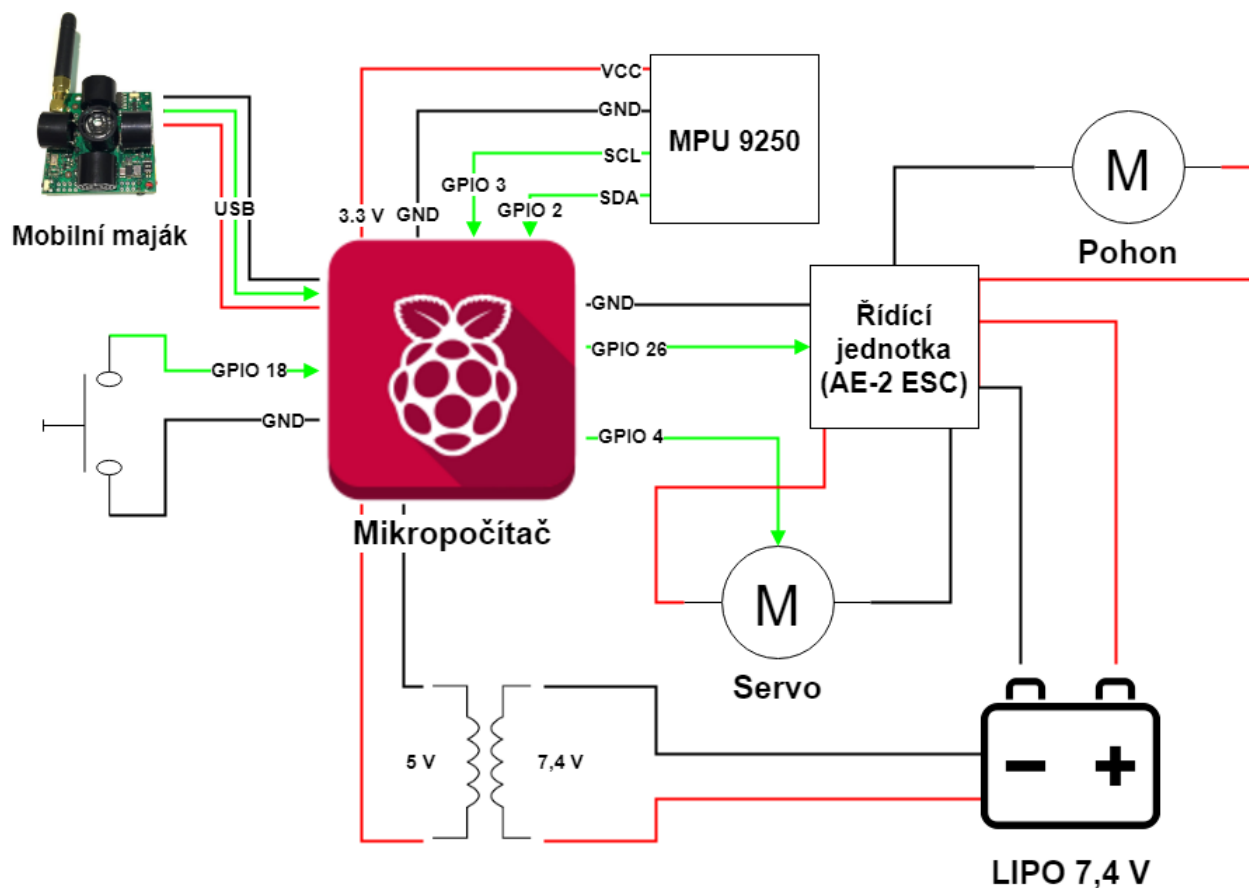 VCC
GND
SCL
SDA
MPU 9250
GPIO 3
GPIO 2
3.3 V
GND
USB
Mobilní maják
M
Pohon
GND
GPIO 26
GPIO 4
Řídící
jednotka
(AE-2 ESC)
GPIO 18
GND
Mikropočítač
M
Servo
5 V
7,4 V
LIPO 7,4 V